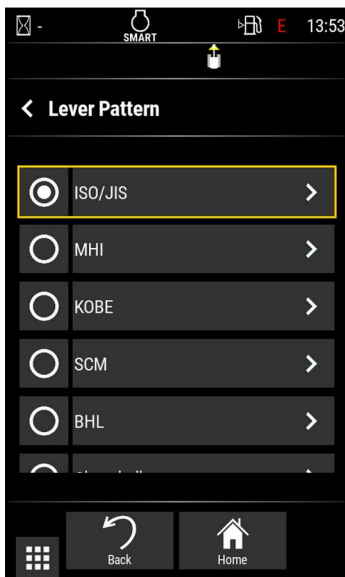 -
SMART
E
13:53
Lever Pattern
ISO/JIS
MHI
KOBE
SCM
BHL
Back
Home